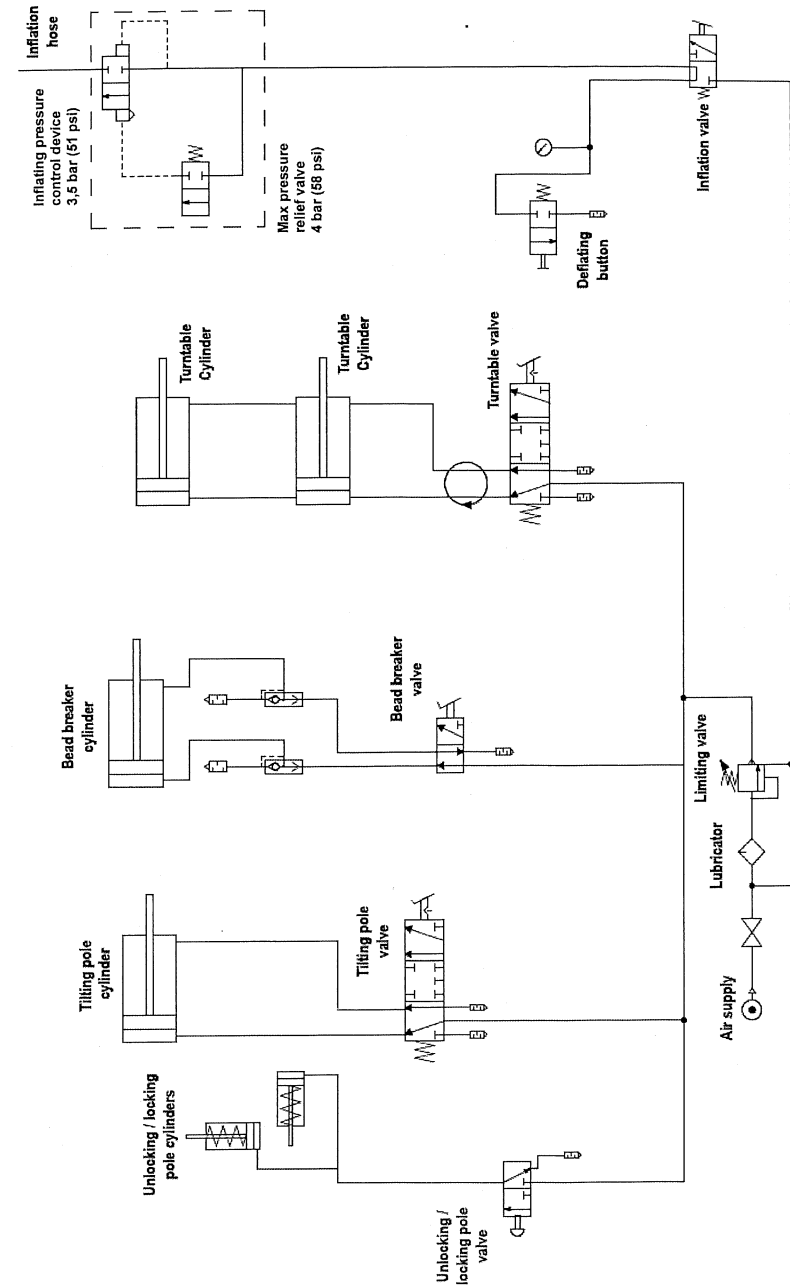 Inflation
hose
Inflating pressure
control device
3,5 bar (51 psi)
Max pressure
relief valve
4 bar (58 psi)
Inflation valve
Deflating
button
Turntable
Cylinder
Turntable
Cylinder
Turntable valve
Bead breaker
cylinder
Bead breaker
valve
Limiting valve
Lubricator
Air supply
Tilting pole
cylinder
Tilting pole
valve
Unlocking / locking
pole cylinders
Unlocking /
locking pole
valve